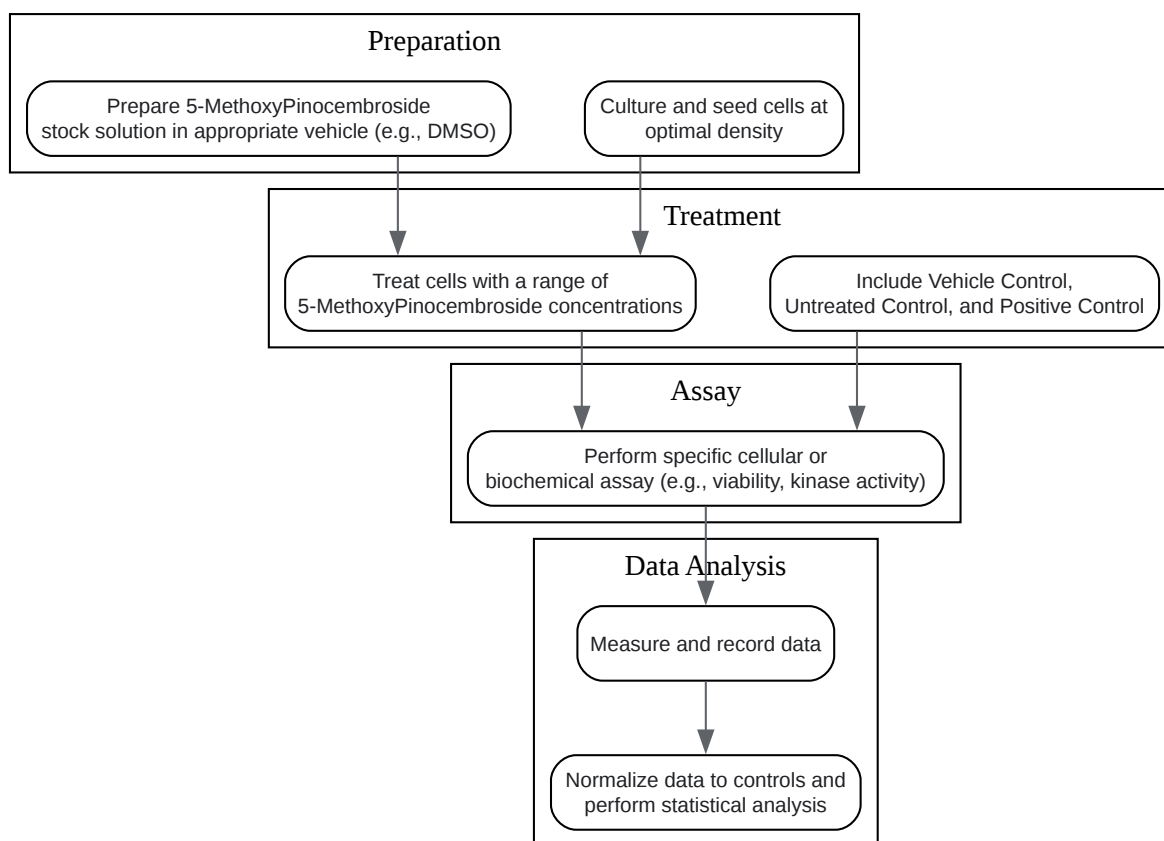 Preparation
Prepare 5-MethoxyPinocembroside
stock solution in appropriate vehicle (e.g., DMSO)
Culture and seed cells at
optimal density
Treatment
Treat cells with a range of
5-MethoxyPinocembroside concentrations
Include Vehicle Control,
Untreated Control, and Positive Control
Assay
Perform specific cellular or
biochemical assay (e.g., viability, kinase activity)
Data Analysis
Measure and record data
Normalize data to controls and
perform statistical analysis